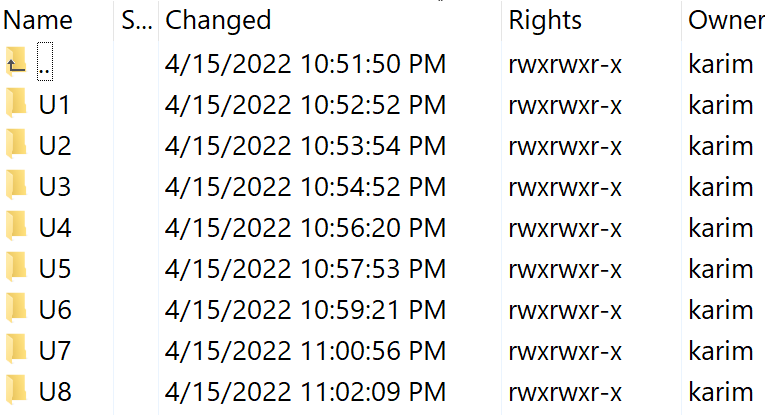 Name S... Changed Rights Owner
.. 4/15/2022 10:51:50 PM rwxrwxr-x karim
U1 4/15/2022 10:52:52 PM rwxrwxr-x karim
U2 4/15/2022 10:53:54 PM rwxrwxr-x karim
U3 4/15/2022 10:54:52 PM rwxrwxr-x karim
U4 4/15/2022 10:56:20 PM rwxrwxr-x karim
U5 4/15/2022 10:57:53 PM rwxrwxr-x karim
U6 4/15/2022 10:59:21 PM rwxrwxr-x karim
U7 4/15/2022 11:00:56 PM rwxrwxr-x karim
U8 4/15/2022 11:02:09 PM rwxrwxr-x karim